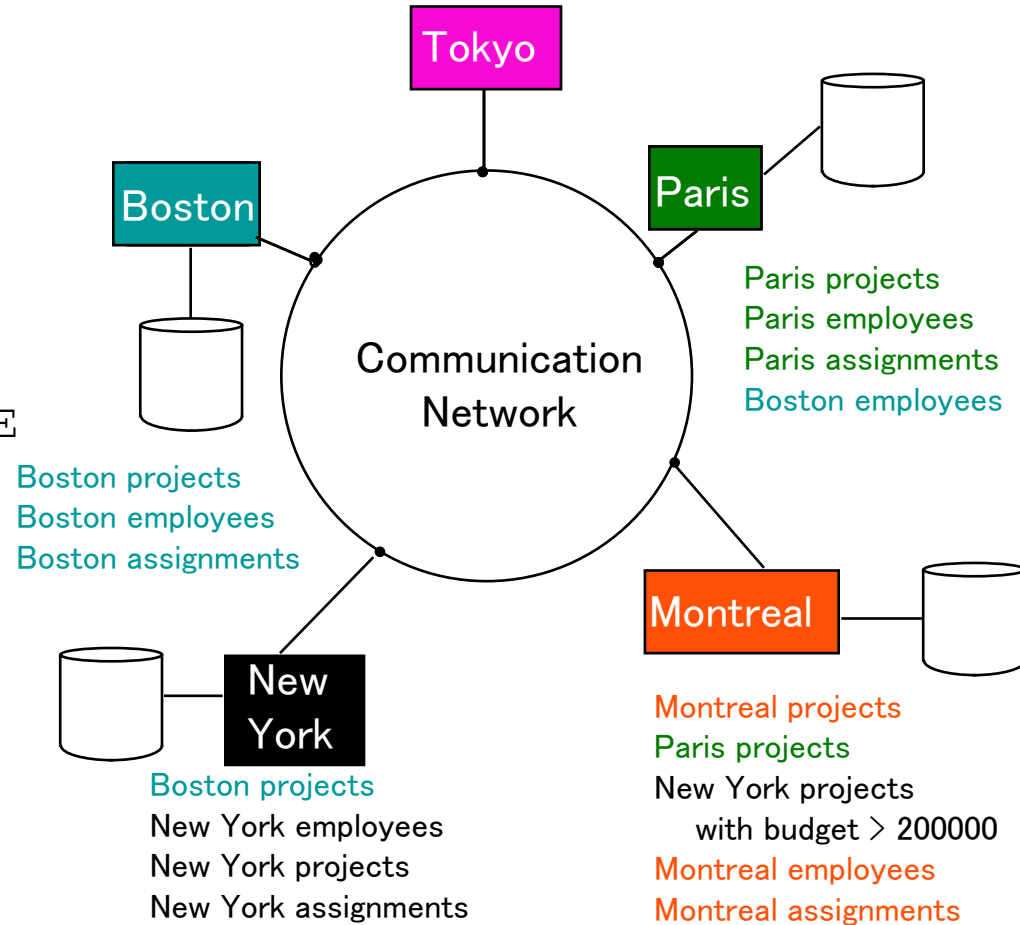 Tokyo
Boston
Paris
Communication
Network
Paris projects
Paris employees
Paris assignments
Boston employees
E
Boston projects
Boston employees
Boston assignments
New
York
Boston projects
New York employees
New York projects
New York assignments
Montreal
Montreal projects
Paris projects
New York projects
with budget > 200000
Montreal employees
Montreal assignments